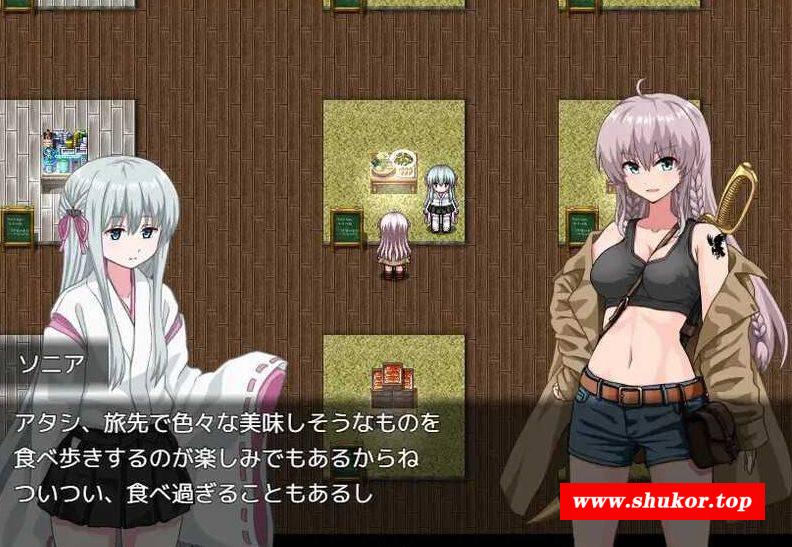 ソニア
アタシ、旅先で色々な美味しそうなものを
食べ歩きするのが楽しみでもあるからね
ついつい、食べ過ぎることもあるし
www.shukor.top